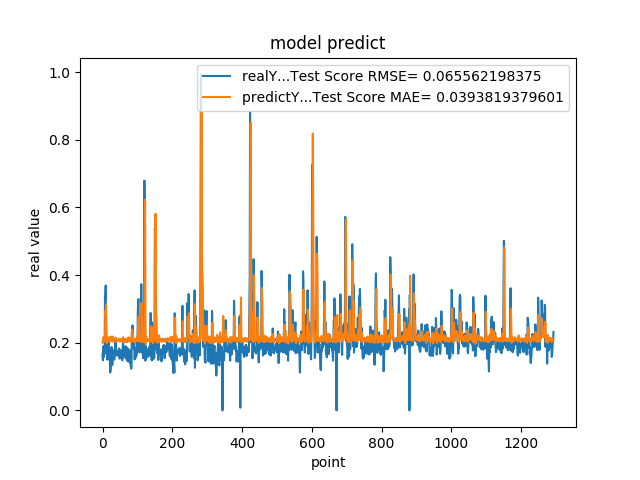 model predict
realY...Test Score RMSE= 0.065562198375
predictY...Test Score MAE= 0.0393819379601
1.0
0.8
0.6
0.4
0.2
0.0
real value
0 200 400 600 800 1000 1200
point